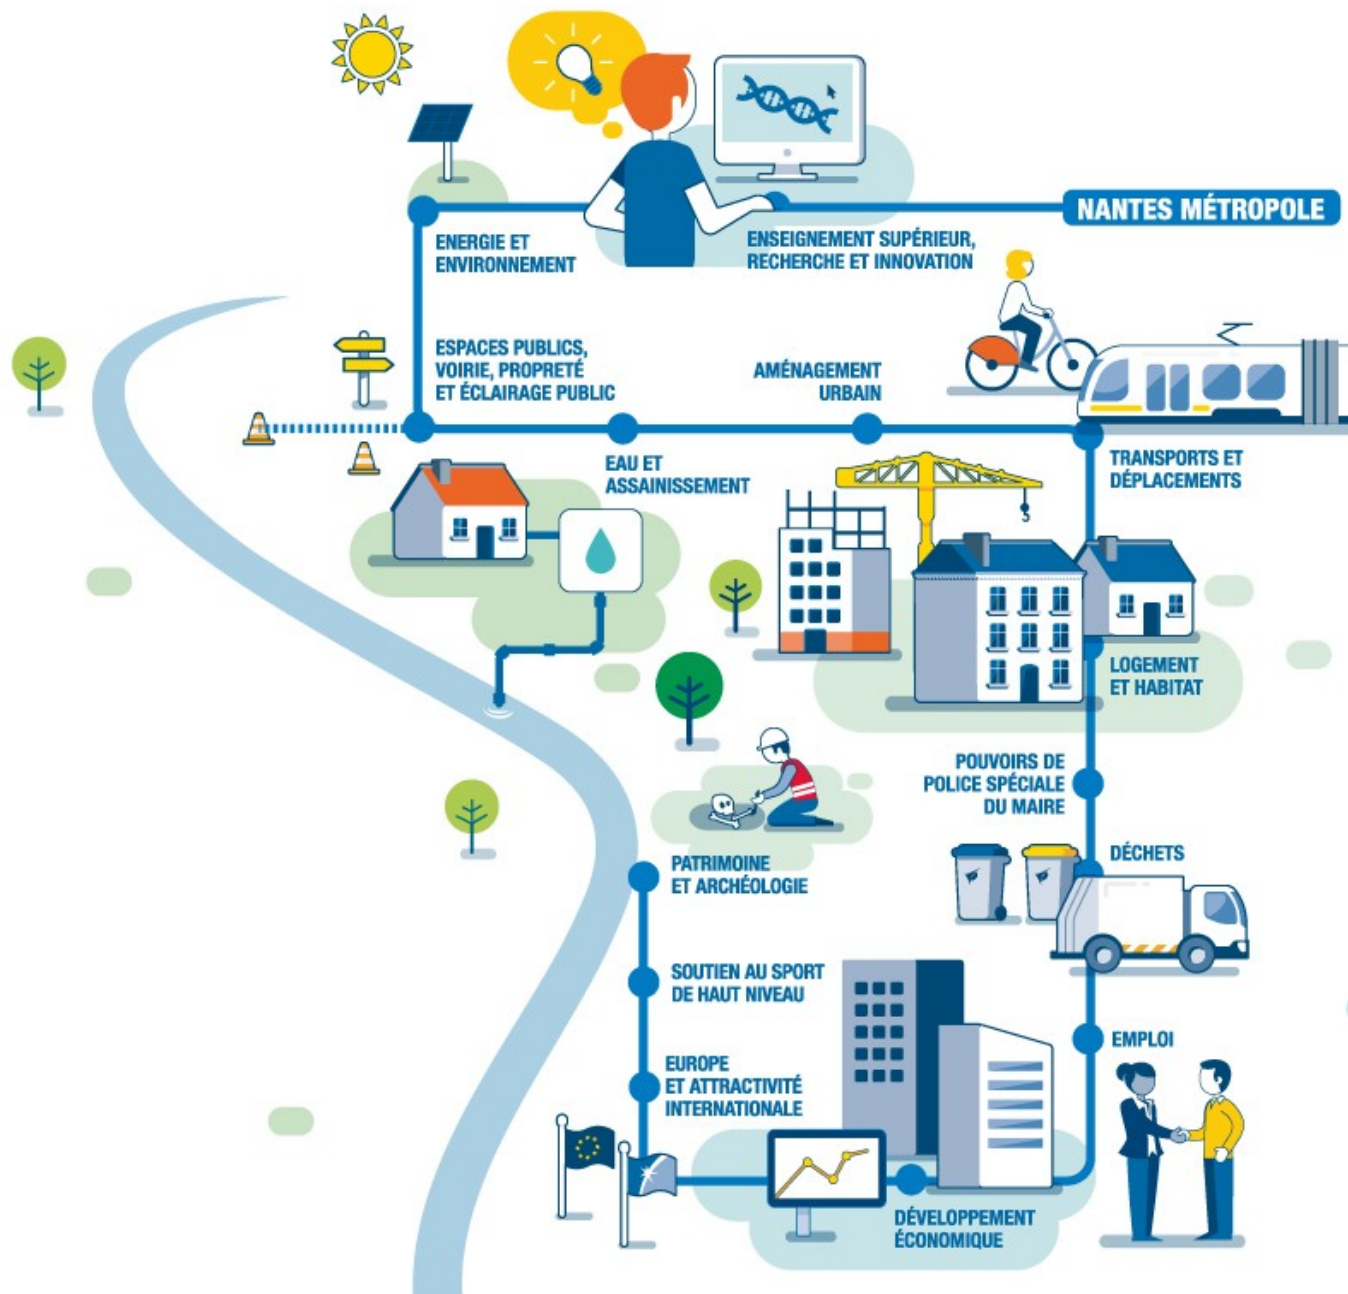 NANTES MÉTROPOLE
ENSEIGNEMENT SUPÉRIEUR,
RECHERCHE ET INNOVATION
ENERGIE ET
ENVIRONNEMENT
ESPACES PUBLICS,
VOIRIE, PROPRETÉ
ET ÉCLAIRAGE PUBLIC
EAU ET
ASSAINISSEMENT
AMÉNAGEMENT
URBAIN
TRANSPORTS ET
DÉPLACEMENTS
LOGEMENT
ET HABITAT
POUVOIRS DE
POLICE SPÉCIALE
DU MAIRE
DÉCHETS
EMPLOI
DÉVELOPPEMENT
ÉCONOMIQUE
EUROPE
ET ATTRACTIVITÉ
INTERNATIONALE
SOUTIEN AU SPORT
DE HAUT NIVEAU
PATRIMOINE
ET ARCHÉOLOGIE